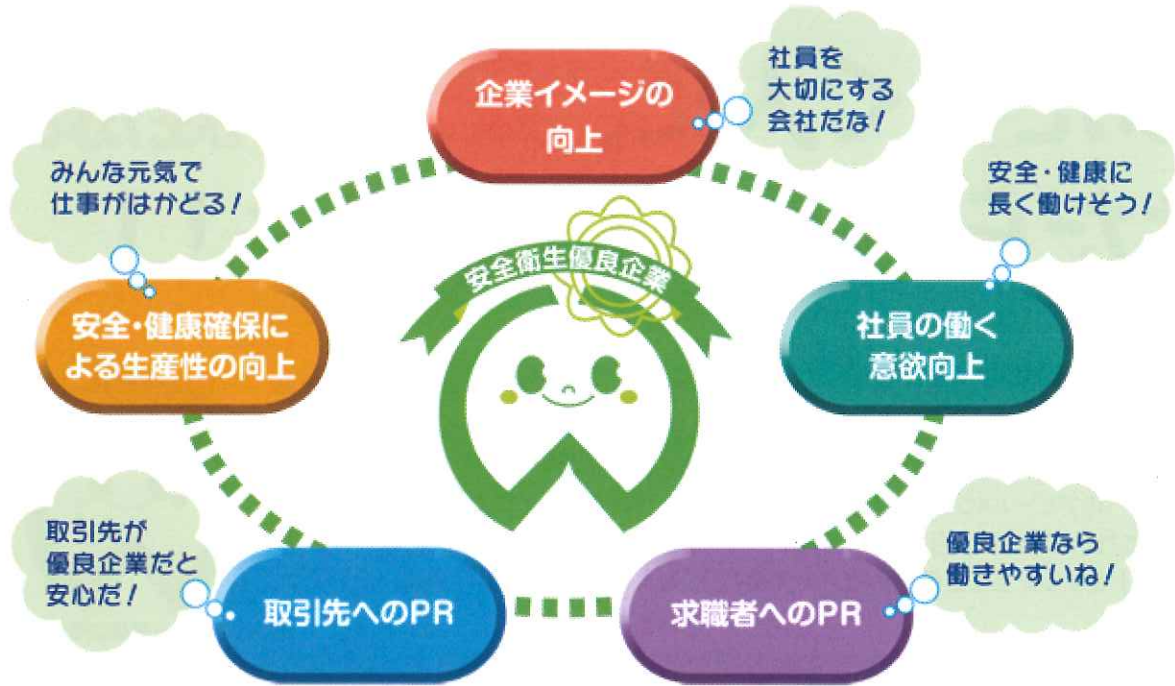 企業イメージの
向上
社員を
大切にする
会社だな!
みんな元気で
仕事がはかどる!
安全・健康に
長く働けそう!
安全衛生優良企業
安全・健康確保に
よる生産性の向上
社員の働く
意欲向上
取引先が
優良企業だと
安心だ!
取引先へのPR
求職者へのPR
優良企業なら
働きやすいね!